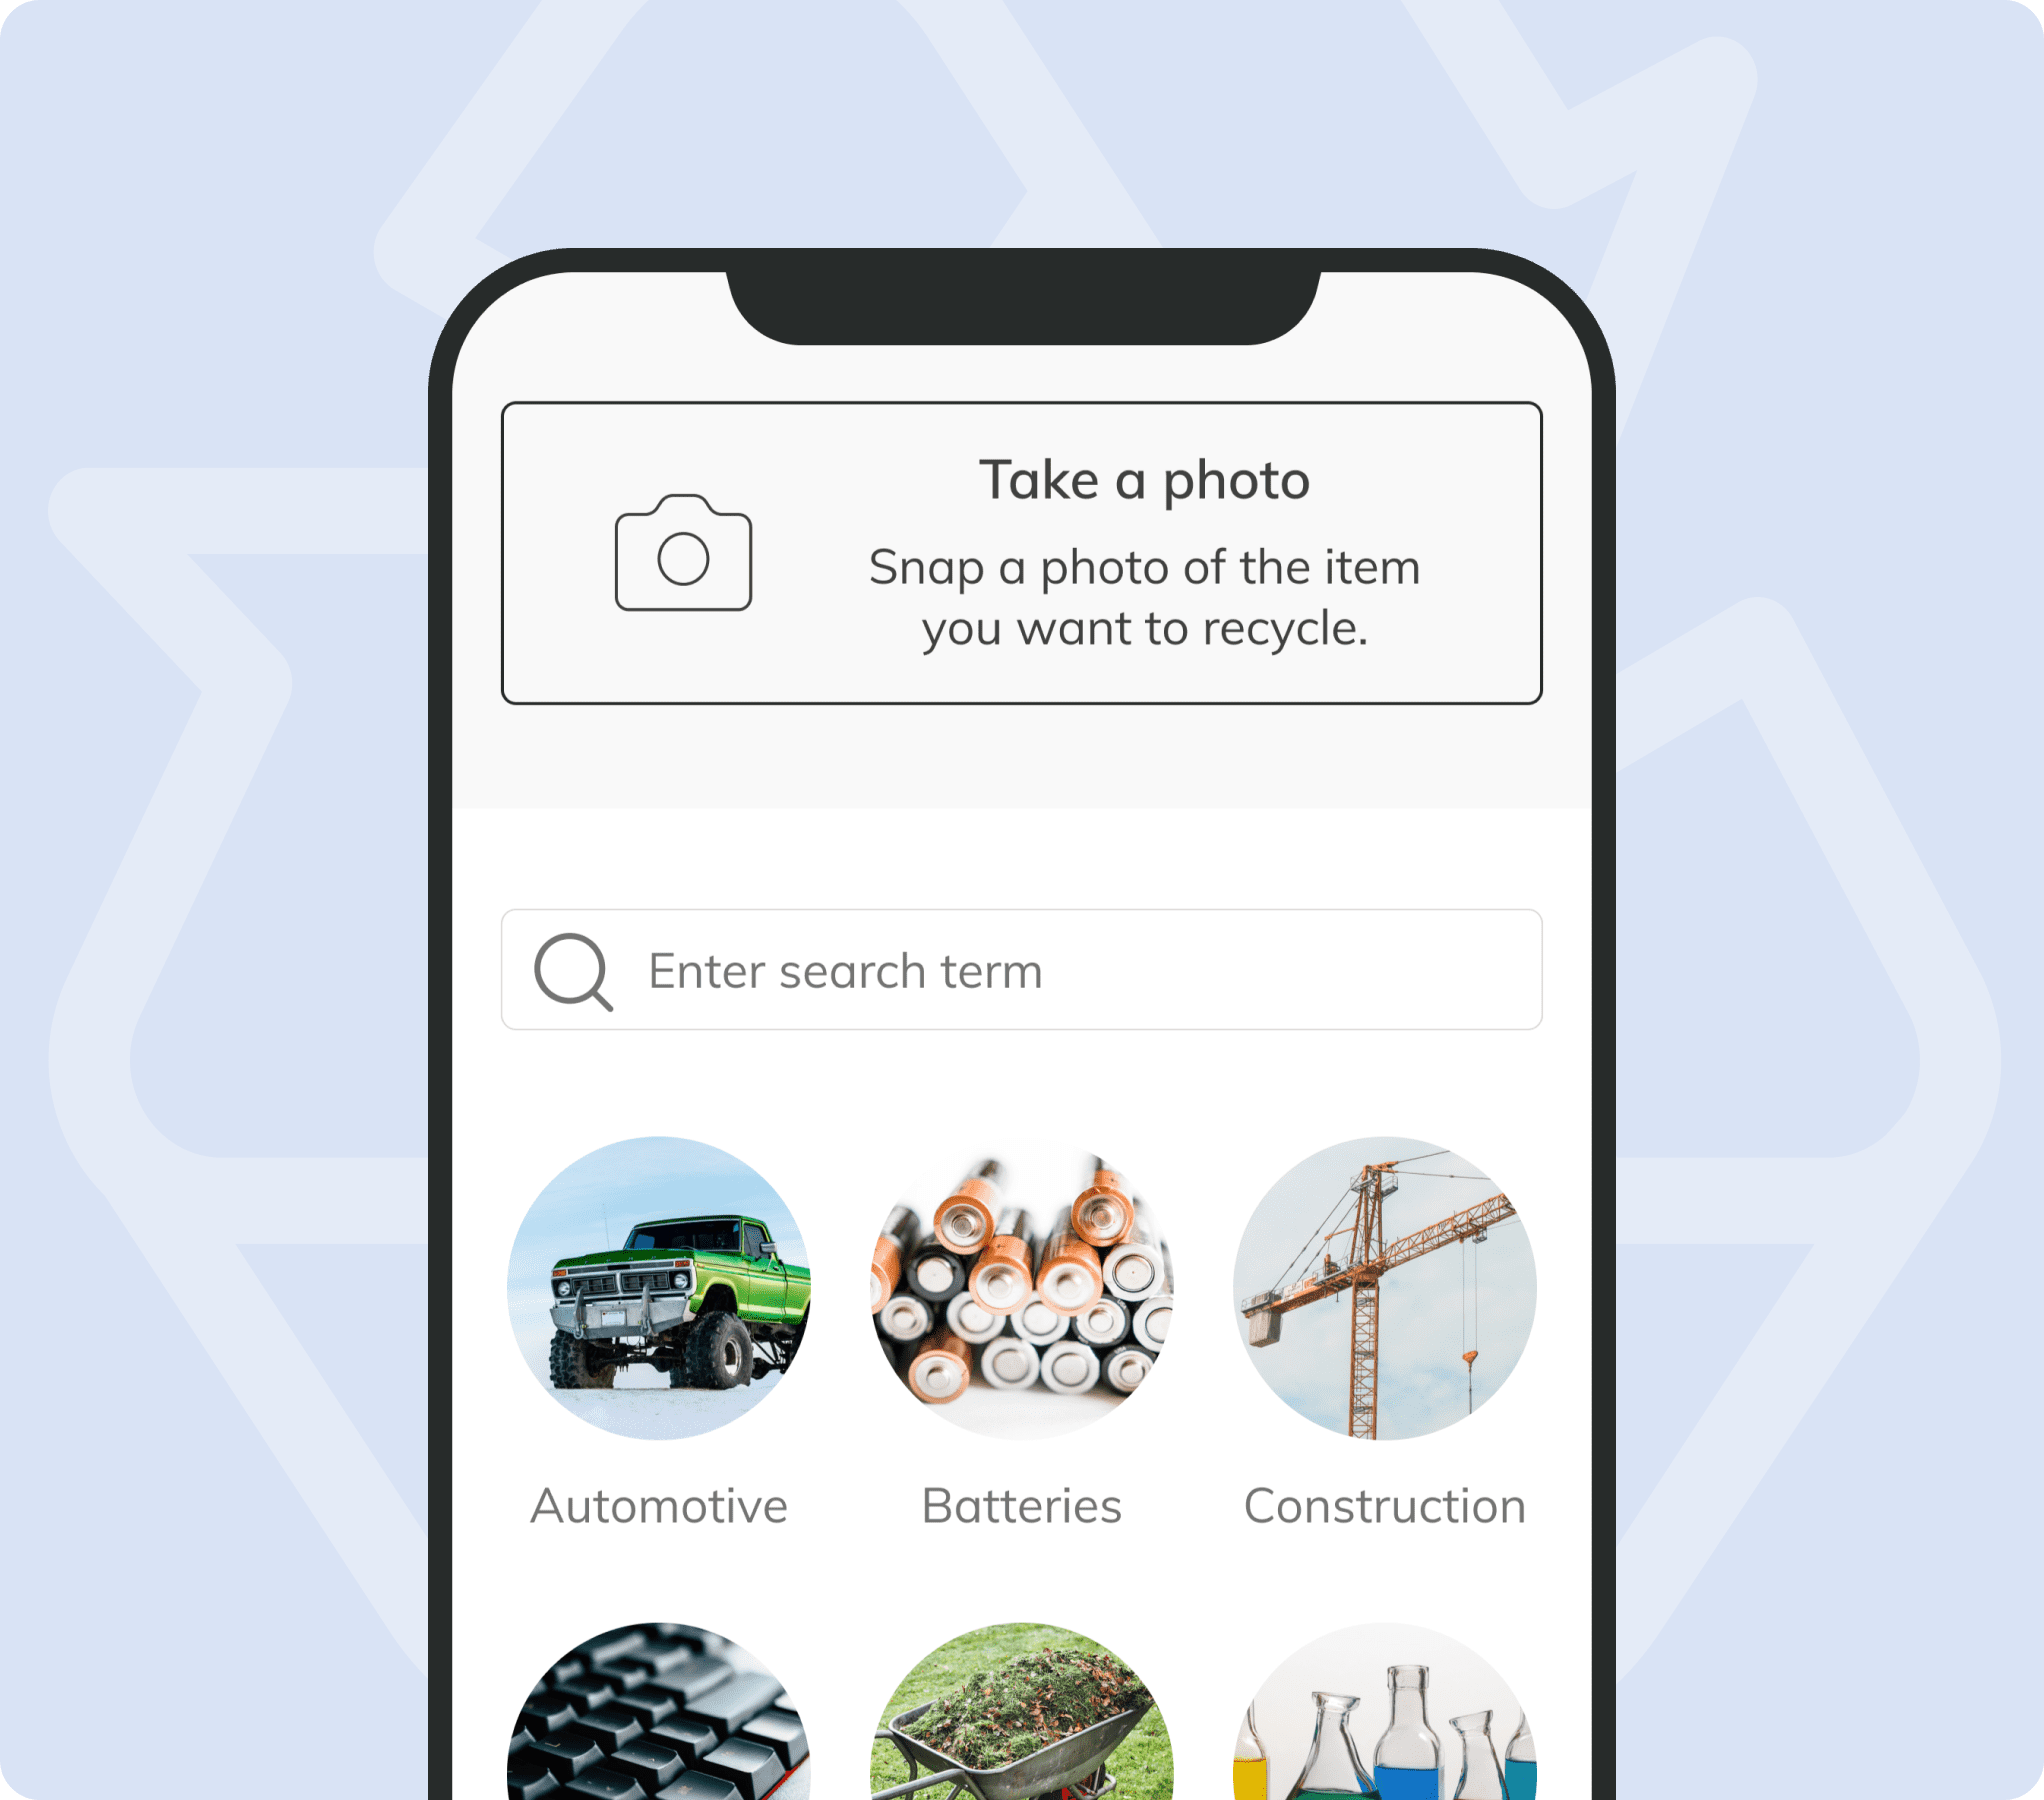 Take a photo
Snap a photo of the item
you want to recycle.
Enter search term
Automotive
Batteries
Construction